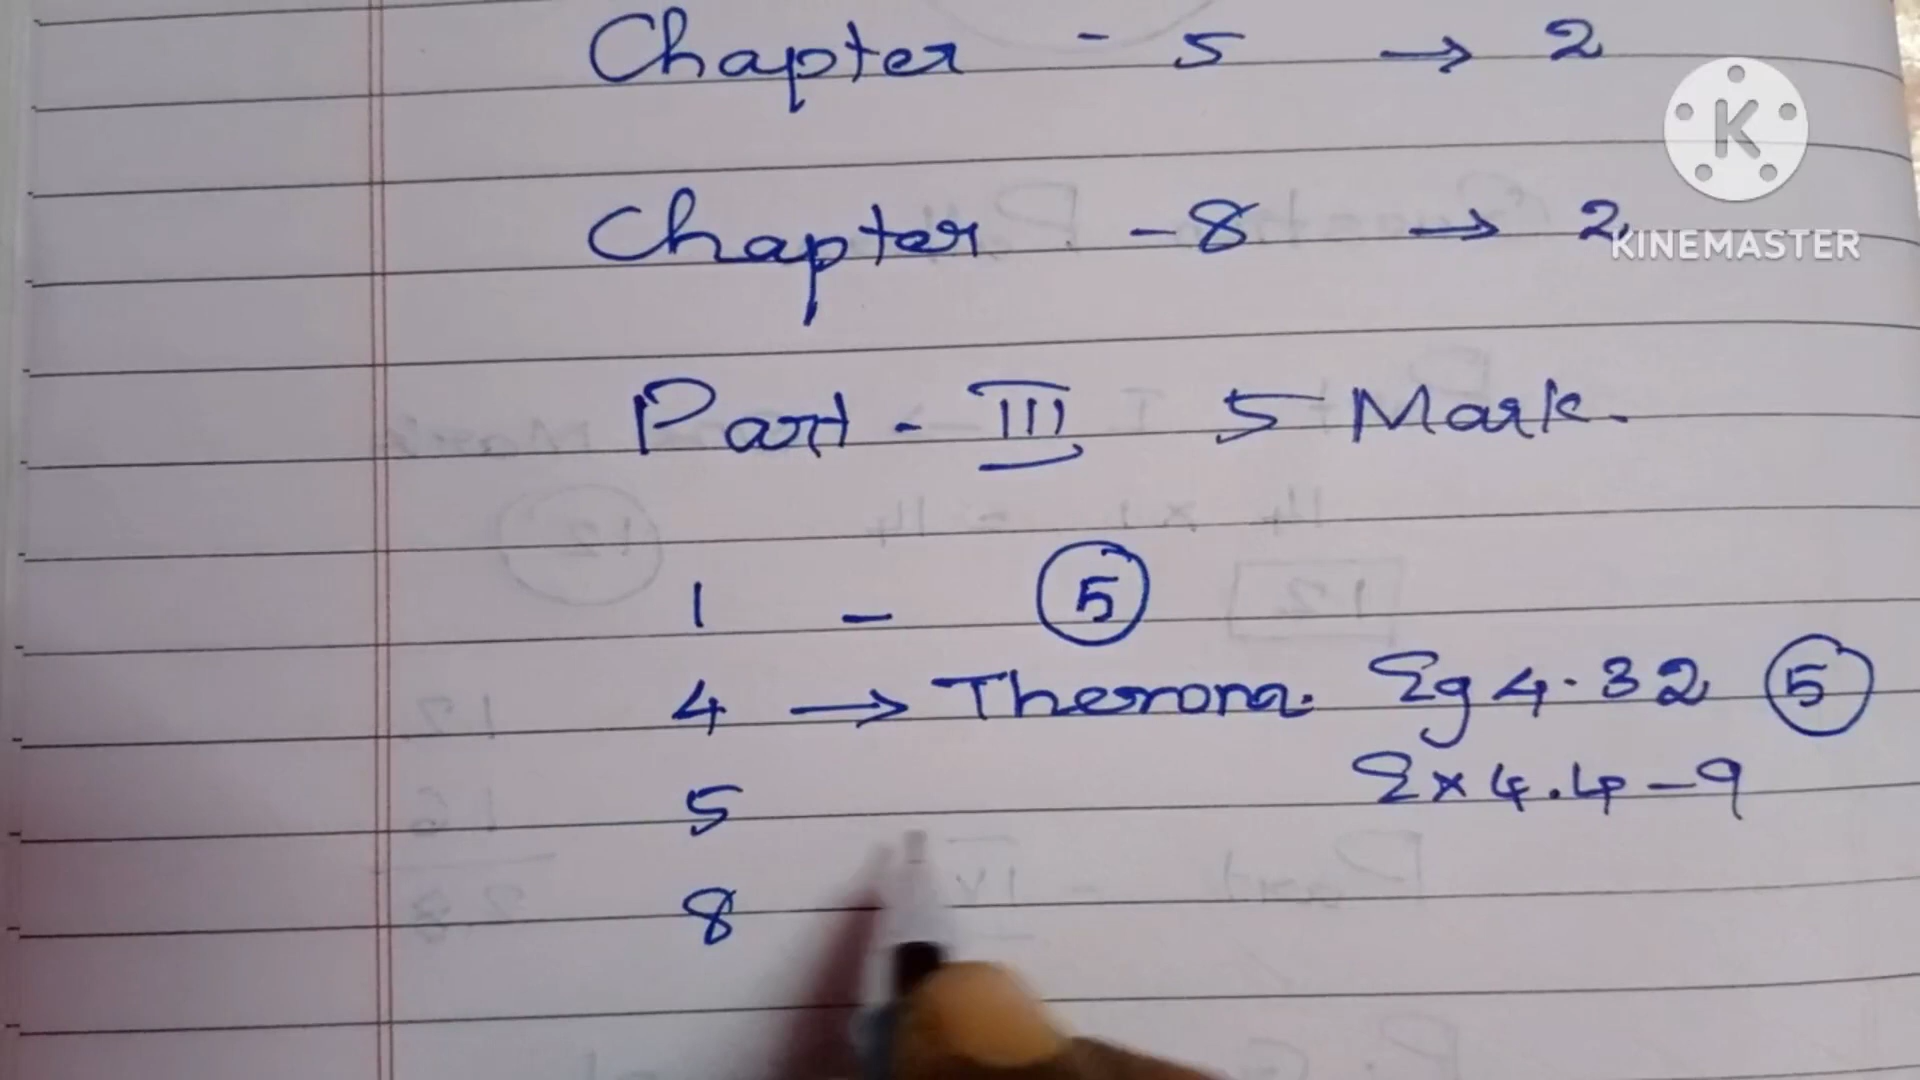 Chapter - 5 → 2
K
Chapter - 8 → 2
KINEMASTER
Part - III 5 Mark.
1 - 5
4 → Therom. Eg 4.32 5
5 Ex 4.4 - 9
8